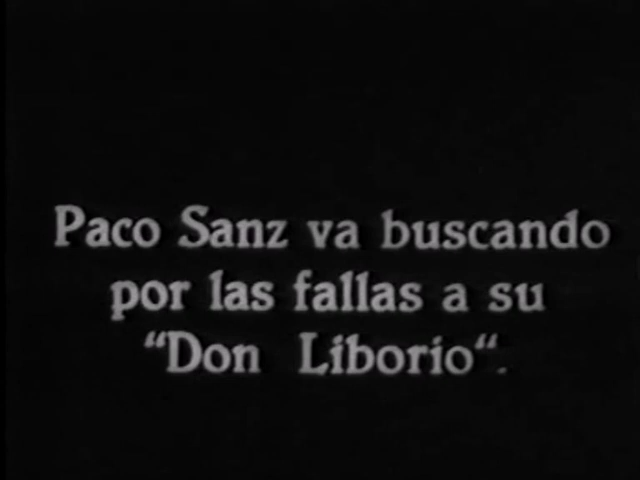 Paco Sanz va buscando
por las fallas a su
“Don Liborio“.